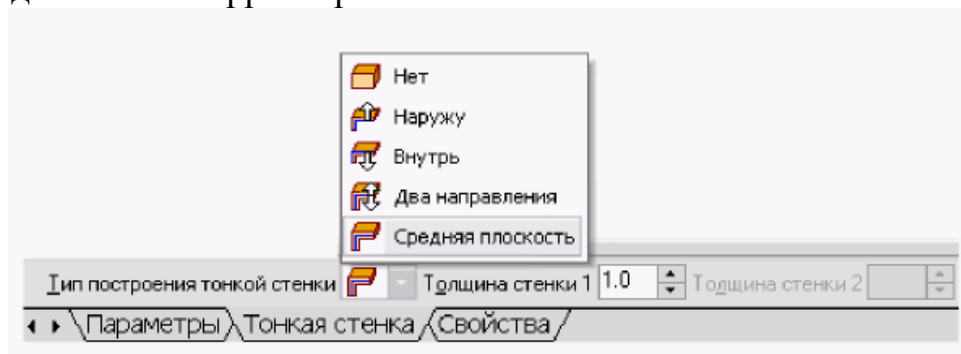 Нет
Наружу
Внутрь
Два направления
Средняя плоскость
Тип построения тонкой стенки Толщина стенки 1 1.0 Толщина стенки 2
Параметры Тонкая стенка Свойства